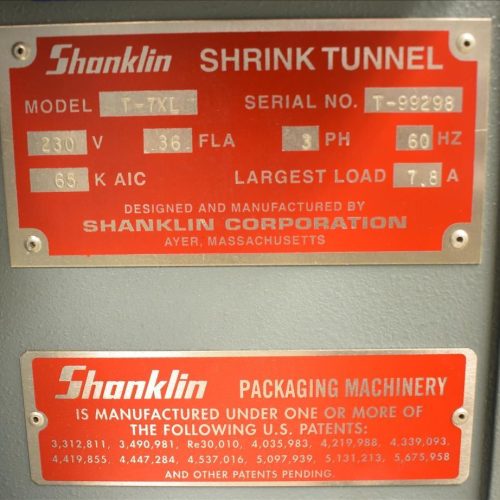 Shanklin SHRINK TUNNEL
MODEL T-7XL SERIAL NO. T-99298
230 V 36 FLA 3 PH 60 HZ
65 K AIC LARGEST LOAD 7.8 A
DESIGNED AND MANUFACTURED BY
SHANKLIN CORPORATION
AYER, MASSACHUSETTS
Shanklin PACKAGING MACHINERY
IS MANUFACTURED UNDER ONE OR MORE OF
THE FOLLOWING U.S. PATENTS:
3,312,811, 3,490,981, Re30,010, 4,035,983, 4,219,988, 4,339,093,
4,419,855, 4,447,284, 4,537,016, 5,097,939, 5,131,213, 5,675,958
AND OTHER PATENTS PENDING.